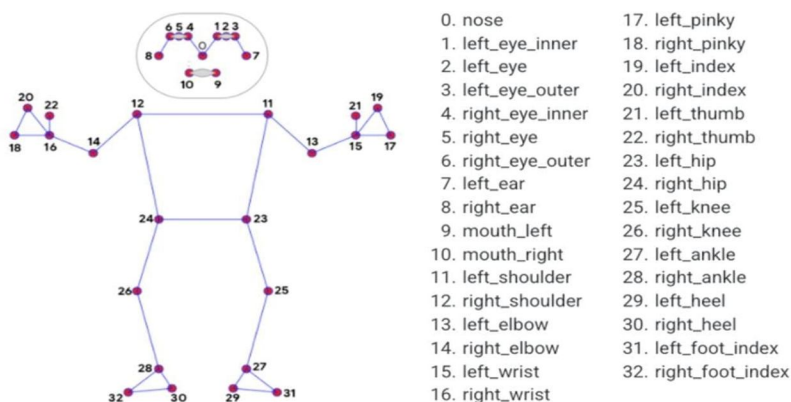 6 5 4 1 2 3
0
8 7
10 9
20 22 12 11 21 19
18 16 14 13 15 17
24 23
26 25
28 27
32 30 29 31
0. nose
1. left_eye_inner
2. left_eye
3. left_eye_outer
4. right_eye_inner
5. right_eye
6. right_eye_outer
7. left_ear
8. right_ear
9. mouth_left
10. mouth_right
11. left_shoulder
12. right_shoulder
13. left_elbow
14. right_elbow
15. left_wrist
16. right_wrist
17. left_pinky
18. right_pinky
19. left_index
20. right_index
21. left_thumb
22. right_thumb
23. left_hip
24. right_hip
25. left_knee
26. right_knee
27. left_ankle
28. right_ankle
29. left_heel
30. right_heel
31. left_foot_index
32. right_foot_index